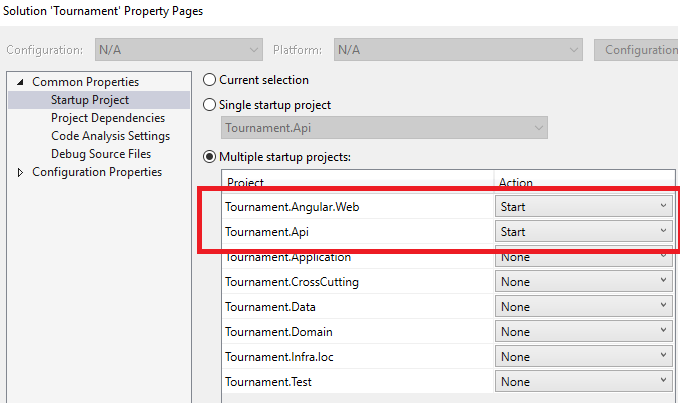 Solution 'Tournament' Property Pages
Configuration: N/A Platform: N/A Configuration
Common Properties
Startup Project
Project Dependencies
Code Analysis Settings
Debug Source Files
Configuration Properties
Current selection
Single startup project
Tournament.Api
Multiple startup projects:
Project Action
Tournament.Angular.Web Start
Tournament.Api Start
Tournament.Application None
Tournament.CrossCutting None
Tournament.Data None
Tournament.Domain None
Tournament.Infra.Ioc None
Tournament.Test None